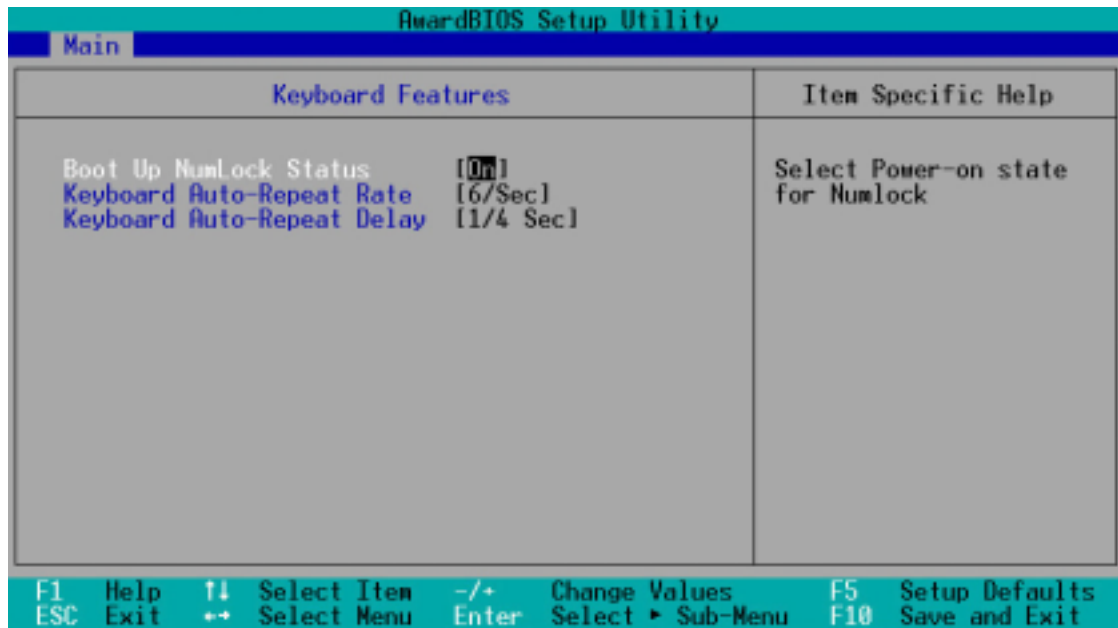 AwardBIOS Setup Utility
Main
Keyboard Features
Item Specific Help
Boot Up NumLock Status [On]
Keyboard Auto-Repeat Rate [6/Sec]
Keyboard Auto-Repeat Delay [1/4 Sec]
Select Power-on state
for Numlock
F1 Help ↑↓ Select Item -/+ Change Values F5 Setup Defaults
ESC Exit ←→ Select Menu Enter Select ► Sub-Menu F10 Save and Exit